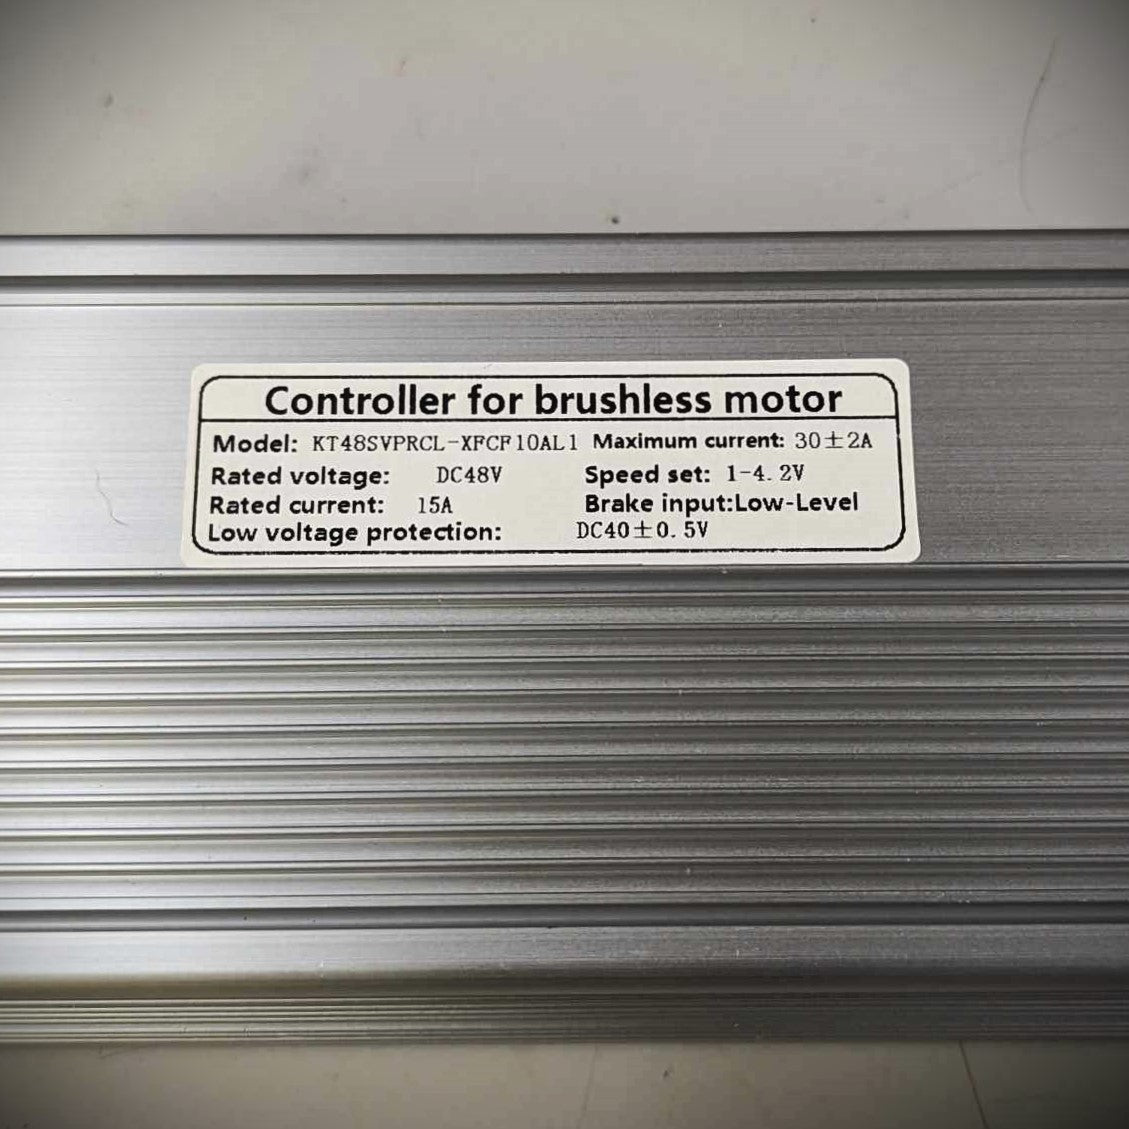 Controller for brushless motor
Model: KT48SVPRCL-XFCF10AL1 Maximum current: 30±2A
Rated voltage: DC48V Speed set: 1-4.2V
Rated current: 15A Brake input:Low-Level
Low voltage protection: DC40±0.5V